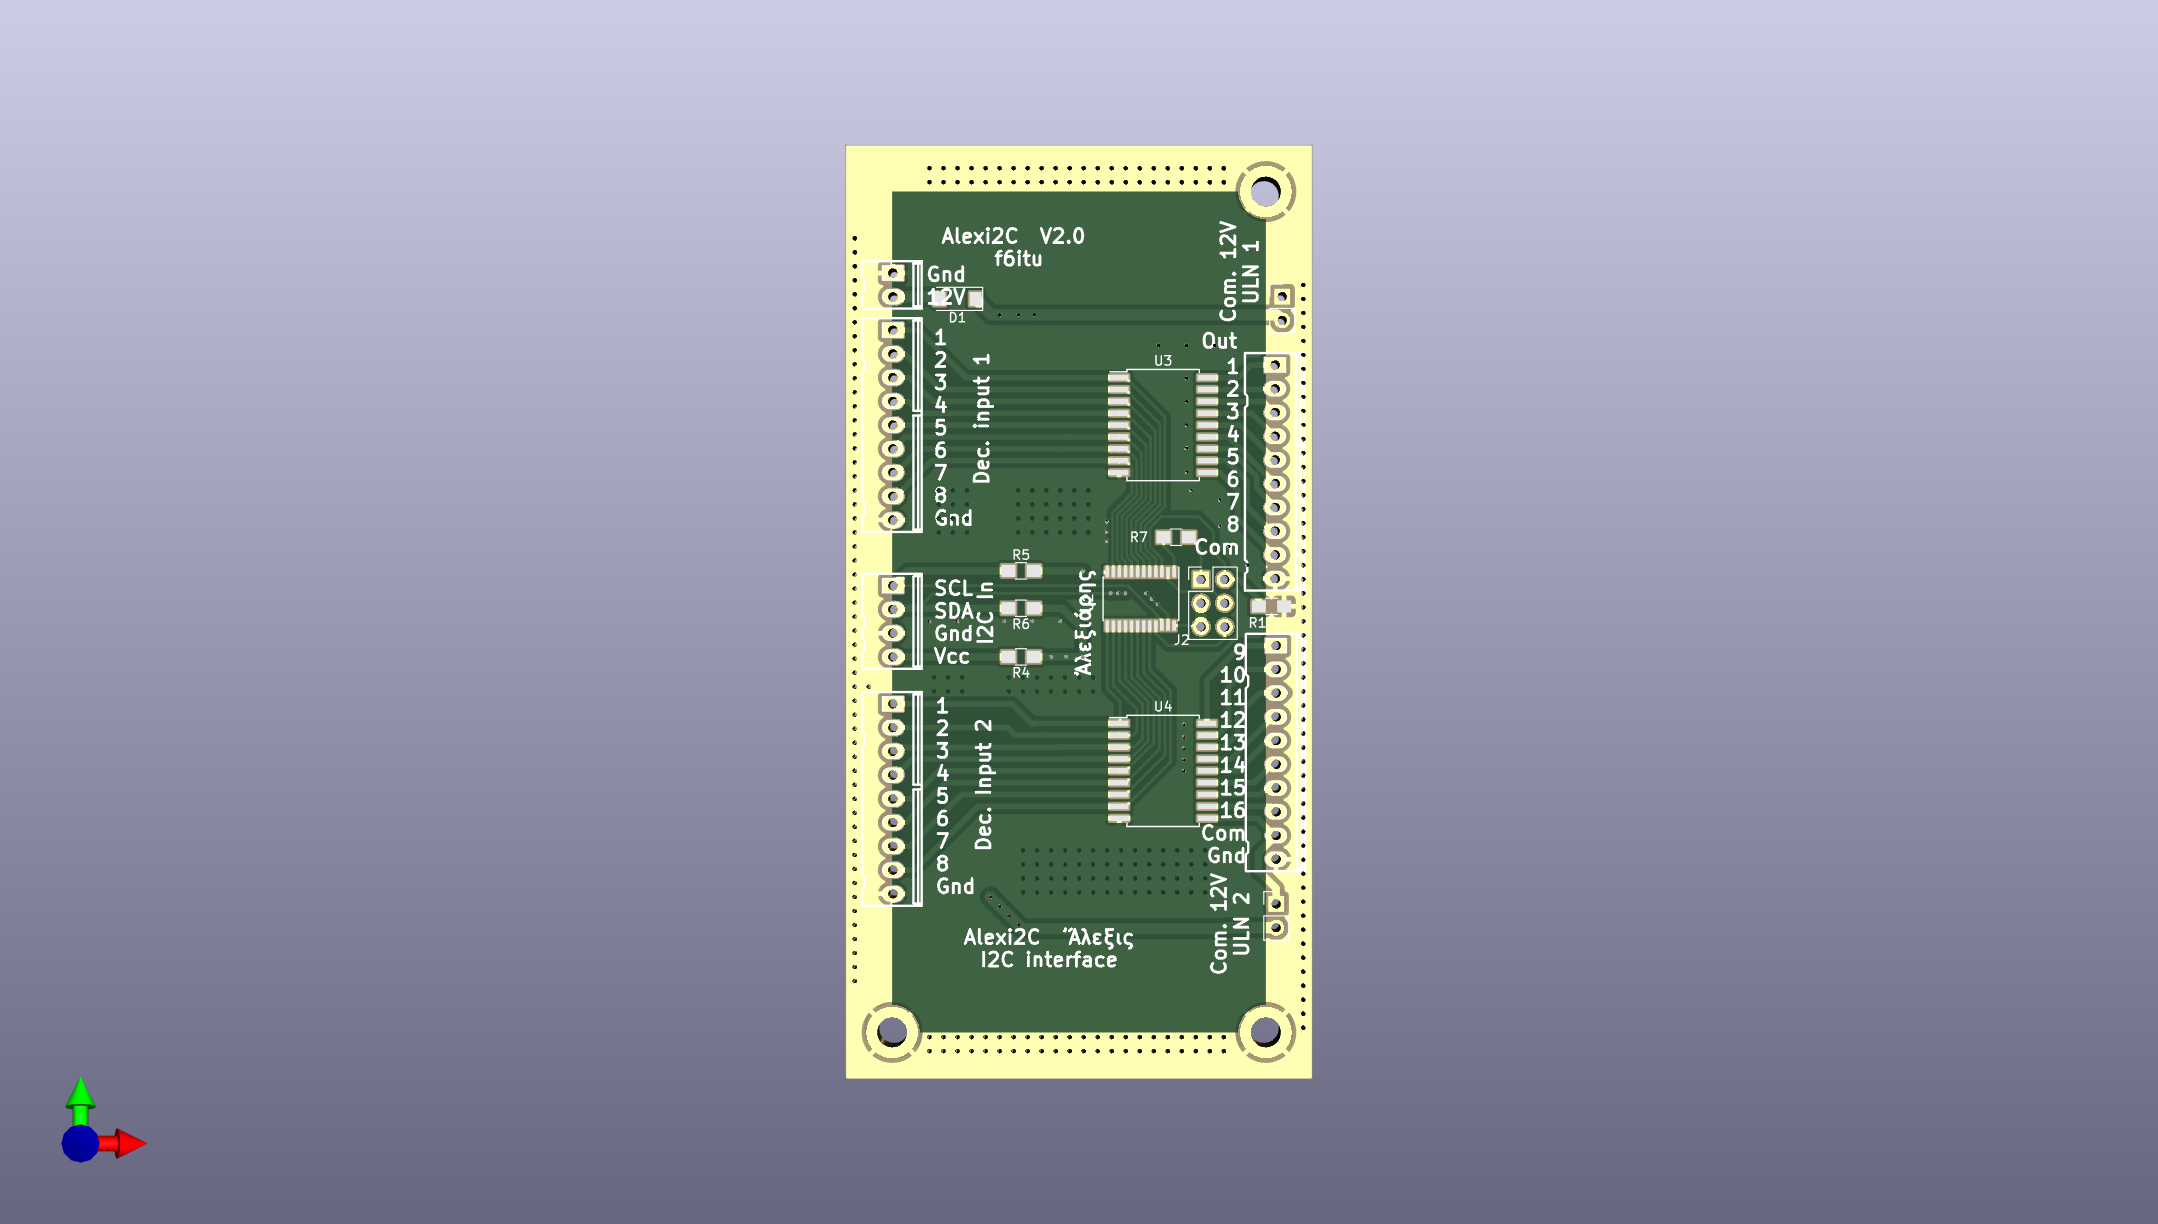 Alexi2C V2.0
f6itu
Com. 12V
ULN 1
Gnd
12V
D1
Out
1
2
3
4
5
6
7
8
Gnd
Dec. input 1
U3
1
2
3
4
5
6
7
8
Com
R7
R5
SCL
SDA
Gnd
Vcc
I2C In
R6
R4
J2
R1
9
10
11
12
13
14
15
16
Com
Gnd
U4
1
2
3
4
5
6
7
8
Gnd
Dec. Input 2
Com. 12V
ULN 2
Alexi2C Ἄλεξις
I2C interface